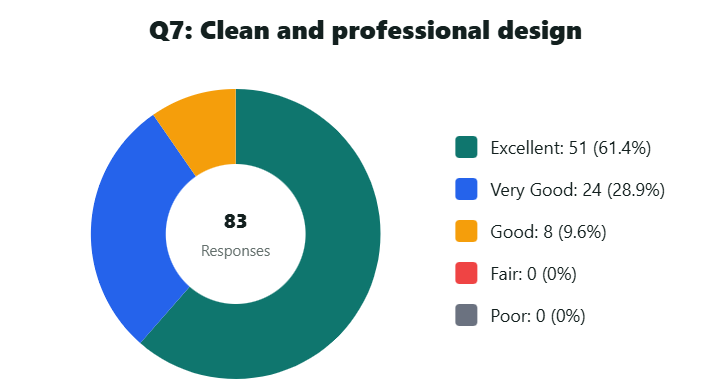 Q7: Clean and professional design
83
Responses
Excellent: 51 (61.4%)
Very Good: 24 (28.9%)
Good: 8 (9.6%)
Fair: 0 (0%)
Poor: 0 (0%)